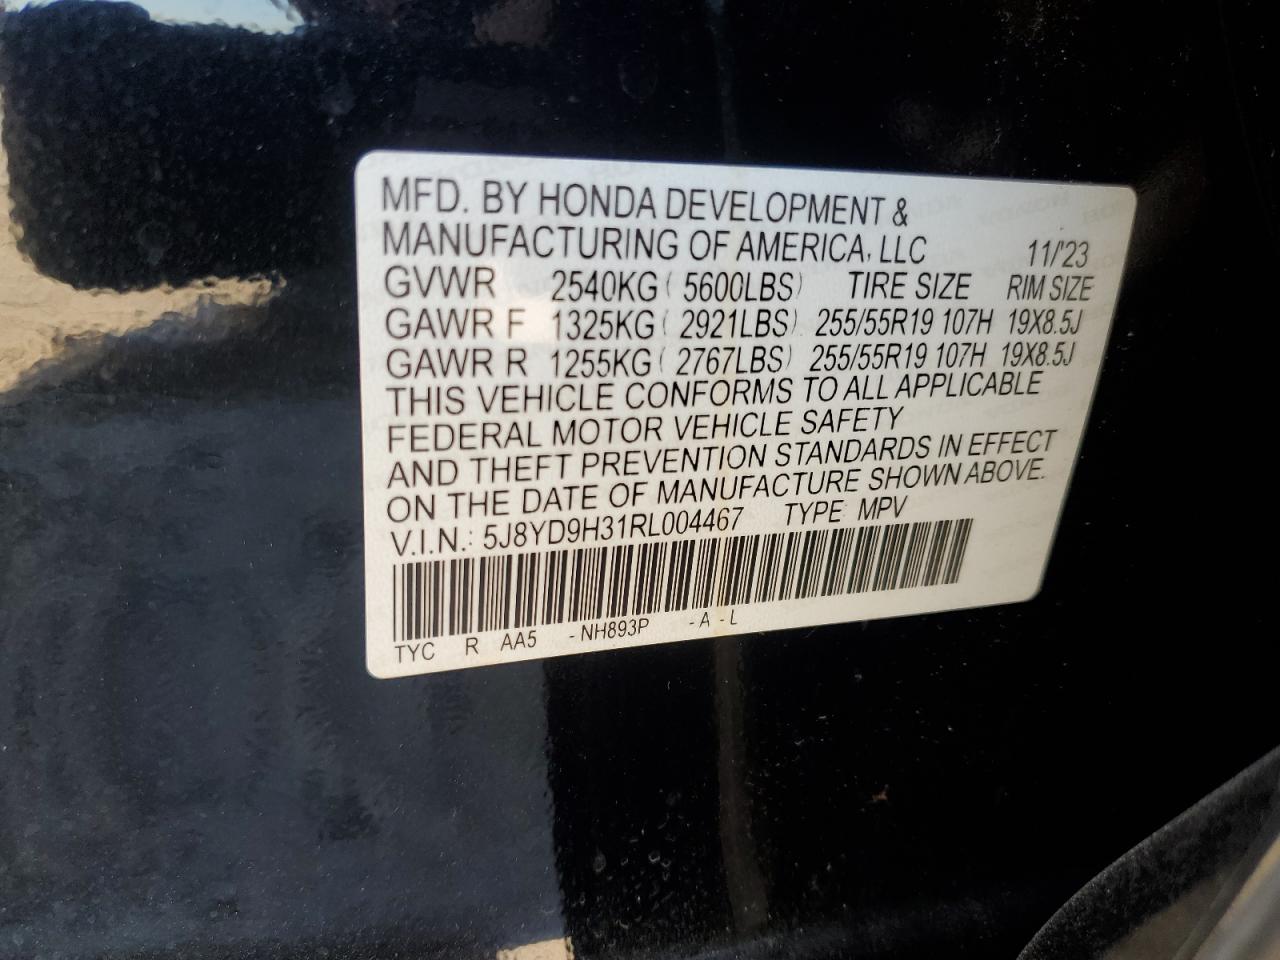 MFD. BY HONDA DEVELOPMENT &
MANUFACTURING OF AMERICA, LLC 11/'23
GVWR 2540KG ( 5600LBS) TIRE SIZE RIM SIZE
GAWR F 1325KG ( 2921LBS) 255/55R19 107H 19X8.5J
GAWR R 1255KG ( 2767LBS) 255/55R19 107H 19X8.5J
THIS VEHICLE CONFORMS TO ALL APPLICABLE
FEDERAL MOTOR VEHICLE SAFETY
AND THEFT PREVENTION STANDARDS IN EFFECT
ON THE DATE OF MANUFACTURE SHOWN ABOVE.
V.I.N.: 5J8YD9H31RL004467 TYPE: MPV
TYC R AA5 -NH893P -A -L